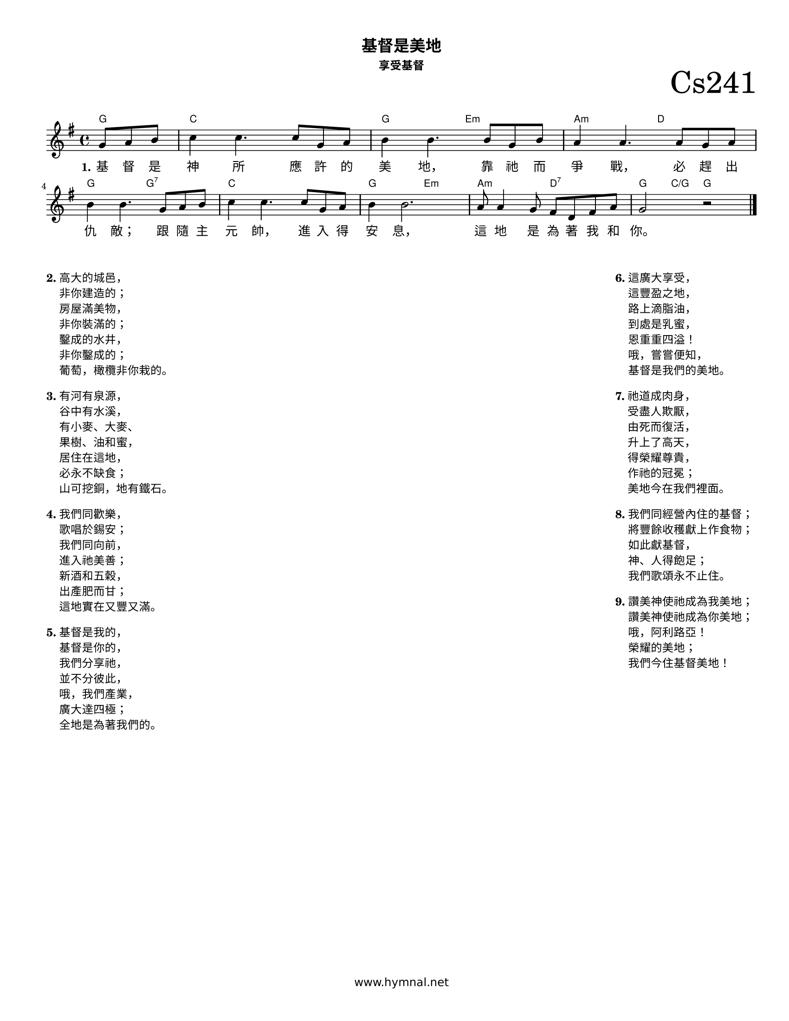 基督是美地
享受基督
Cs241
G C G Em Am D
1. 基 督 是 神 所 應 許 的 美 地， 靠 祂 而 爭 戰， 必 趕 出
4
G G7 C G Em Am D7 G C/G G
仇 敵； 跟 隨 主 元 帥， 進 入 得 安 息， 這 地 是 為 著 我 和 你。
2. 高大的城邑，
非你建造的；
房屋滿美物，
非你裝滿的；
鑿成的水井，
非你鑿成的；
葡萄，橄欖非你栽的。
3. 有河有泉源，
谷中有水溪，
有小麥、大麥、
果樹、油和蜜，
居住在這地，
必永不缺食；
山可挖銅，地有鐵石。
4. 我們同歡樂，
歌唱於錫安；
我們同向前，
進入祂美善；
新酒和五穀，
出產肥而甘；
這地實在又豐又滿。
5. 基督是我的，
基督是你的，
我們分享祂，
並不分彼此，
哦，我們產業，
廣大達四極；
全地是為著我們的。
6. 這廣大享受，
這豐盈之地，
路上滴脂油，
到處是乳蜜，
恩重重四溢！
哦，嘗嘗便知，
基督是我們的美地。
7. 祂道成肉身，
受盡人欺厭，
由死而復活，
升上了高天，
得榮耀尊貴，
作祂的冠冕；
美地今在我們裡面。
8. 我們同經營內住的基督；
將豐餘收穫獻上作食物；
如此獻基督，
神、人得飽足；
我們歌頌永不止住。
9. 讚美神使祂成為我美地；
讚美神使祂成為你美地；
哦，阿利路亞！
榮耀的美地；
我們今住基督美地！
www.hymnal.net